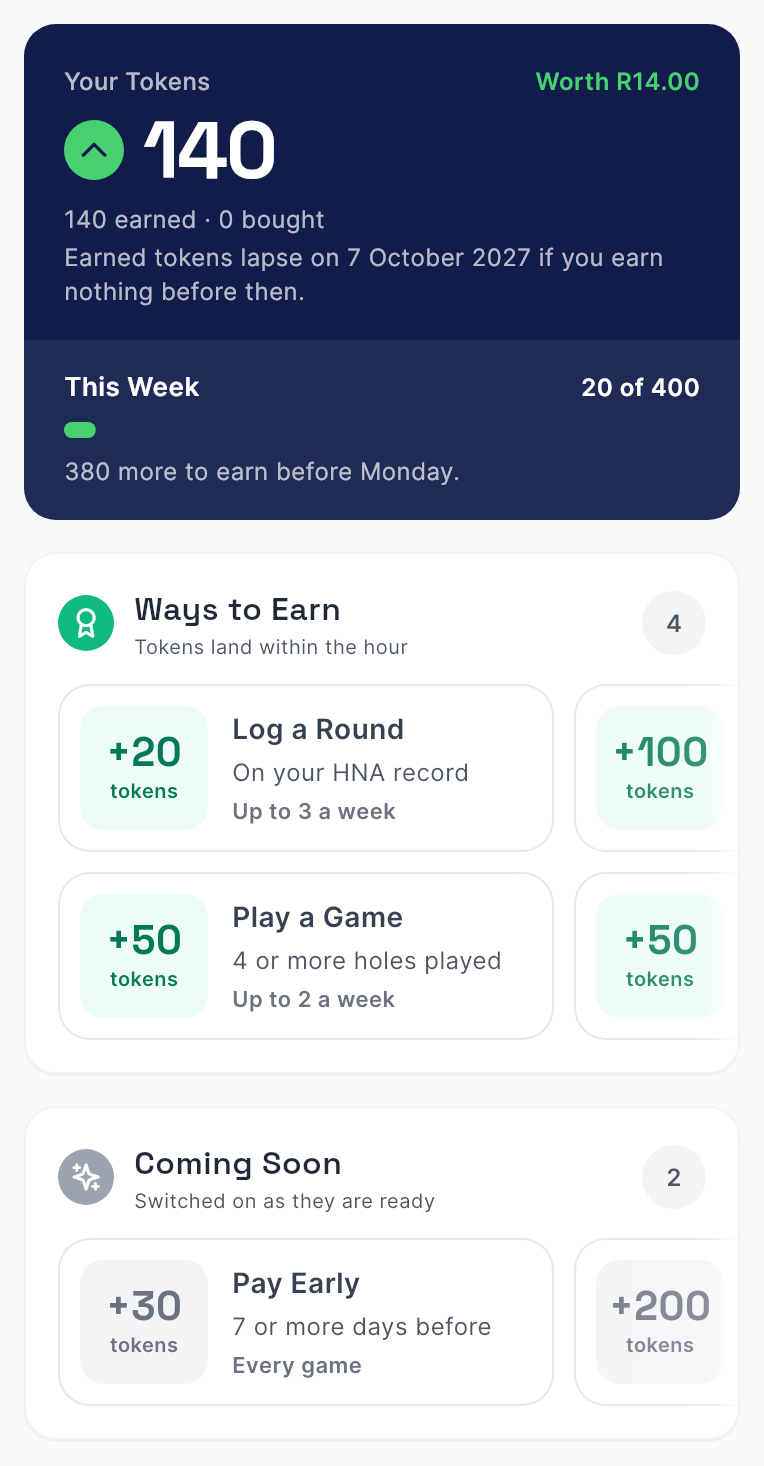 Your Tokens
Worth R14.00
140
140 earned · 0 bought
Earned tokens lapse on 7 October 2027 if you earn
nothing before then.
This Week
20 of 400
380 more to earn before Monday.
Ways to Earn
Tokens land within the hour
4
+20
tokens
Log a Round
On your HNA record
Up to 3 a week
+100
tokens
+50
tokens
Play a Game
4 or more holes played
Up to 2 a week
+50
tokens
Coming Soon
Switched on as they are ready
2
+30
tokens
Pay Early
7 or more days before
Every game
+200
tokens